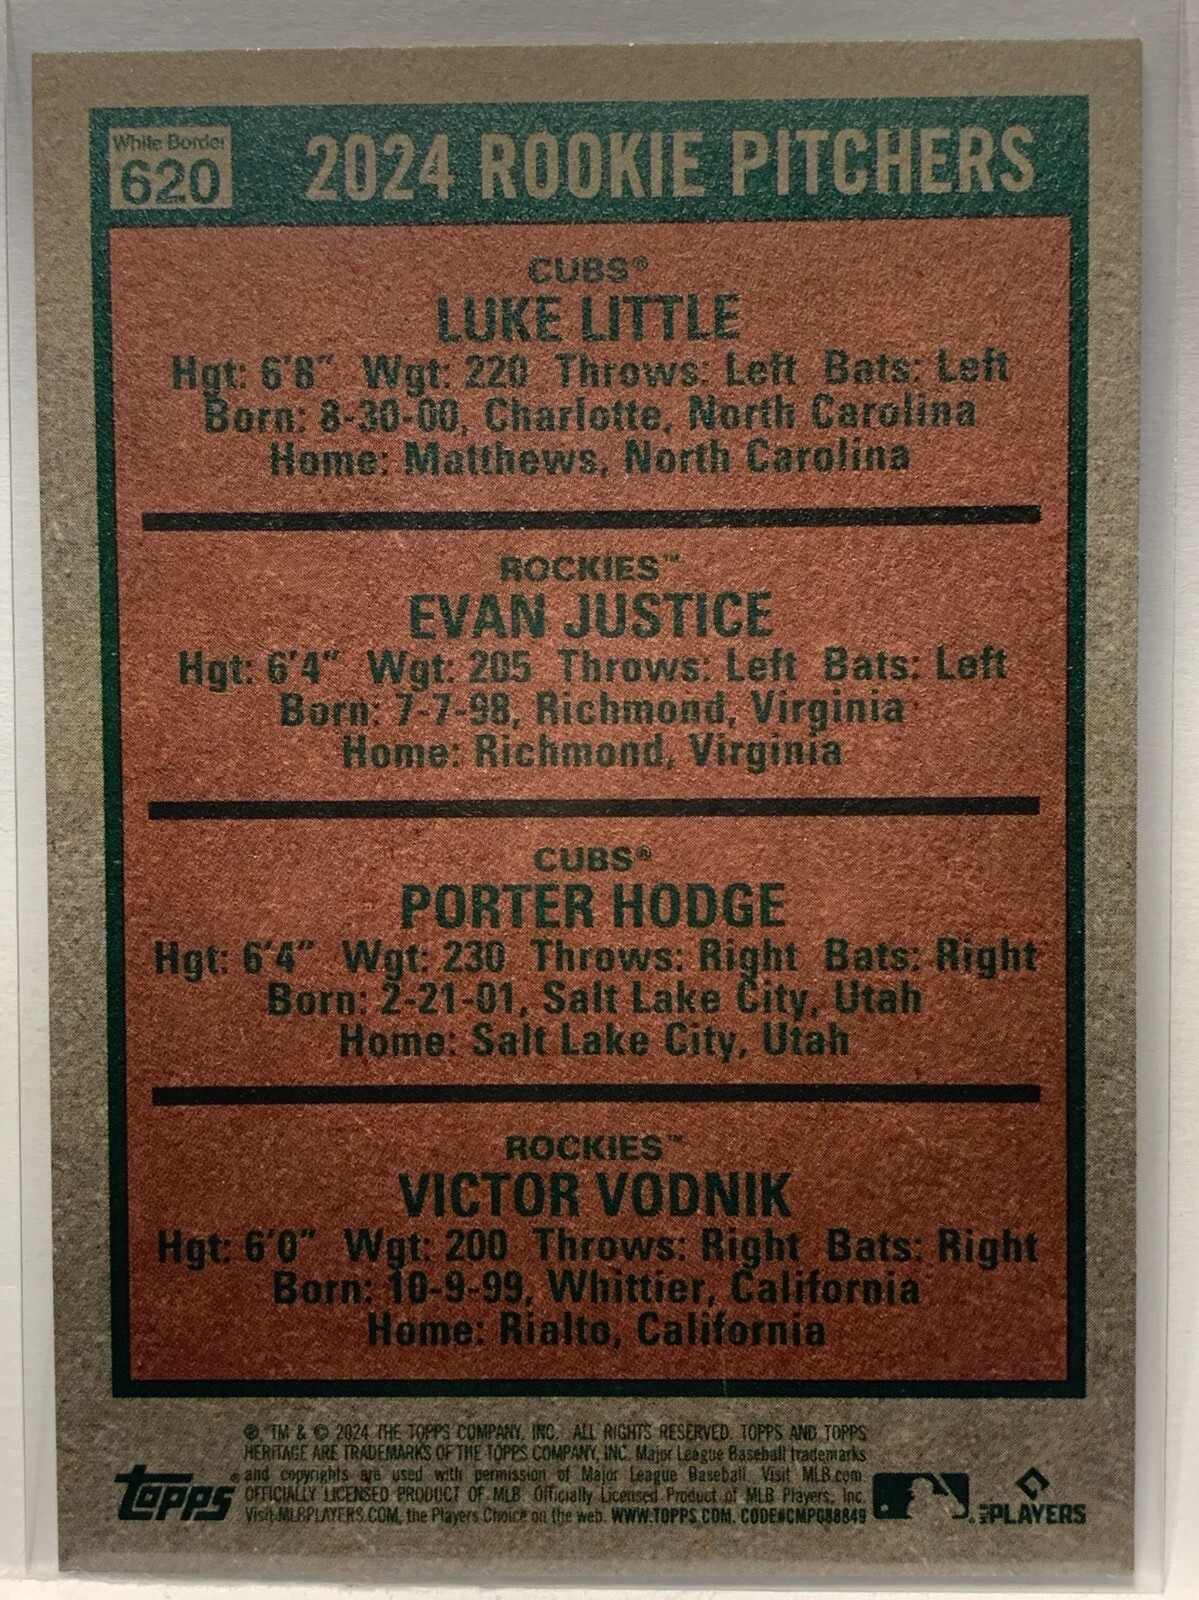 White Border
620
2024 ROOKIE PITCHERS
CUBS®
LUKE LITTLE
Hgt: 6'8" Wgt: 220 Throws: Left Bats: Left
Born: 8-30-00, Charlotte, North Carolina
Home: Matthews, North Carolina
ROCKIES™
EVAN JUSTICE
Hgt: 6'4" Wgt: 205 Throws: Left Bats: Left
Born: 7-7-98, Richmond, Virginia
Home: Richmond, Virginia
CUBS®
PORTER HODGE
Hgt: 6'4" Wgt: 230 Throws: Right Bats: Right
Born: 2-21-01, Salt Lake City, Utah
Home: Salt Lake City, Utah
ROCKIES™
VICTOR VODNIK
Hgt: 6'0" Wgt: 200 Throws: Right Bats: Right
Born: 10-9-99, Whittier, California
Home: Rialto, California
℗, TM & © 2024 THE TOPPS COMPANY, INC. ALL RIGHTS RESERVED. TOPPS AND TOPPS
HERITAGE ARE TRADEMARKS OF THE TOPPS COMPANY, INC. Major League Baseball trademarks
and copyrights are used with permission of Major League Baseball. Visit MLB.com.
OFFICIALLY LICENSED PRODUCT OF MLB Officially Licensed Product of MLB Players, Inc.
Visit MLBPLAYERS.COM, the Players Choice on the web. WWW.TOPPS.COM. CODE#CMPG88849
topps®
MLB PLAYERS